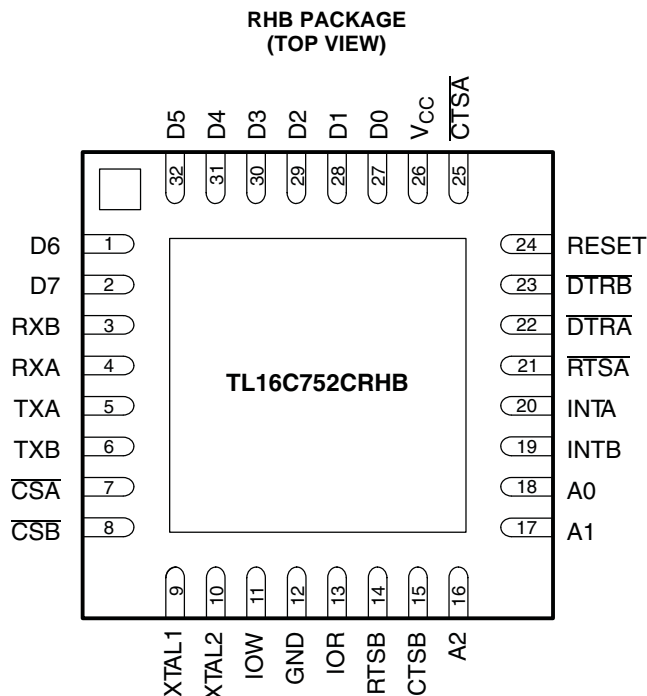 RHB PACKAGE
(TOP VIEW)
D5 D4 D3 D2 D1 D0 VCC CTSA
32 31 30 29 28 27 26 25
D6 1
D7 2
RXB 3
RXA 4
TXA 5
TXB 6
CSA 7
CSB 8
TL16C752CRHB
24 RESET
23 DTRB
22 DTRA
21 RTSA
20 INTA
19 INTB
18 A0
17 A1
9 10 11 12 13 14 15 16
XTAL1 XTAL2 IOW GND IOR RTSB CTSB A2